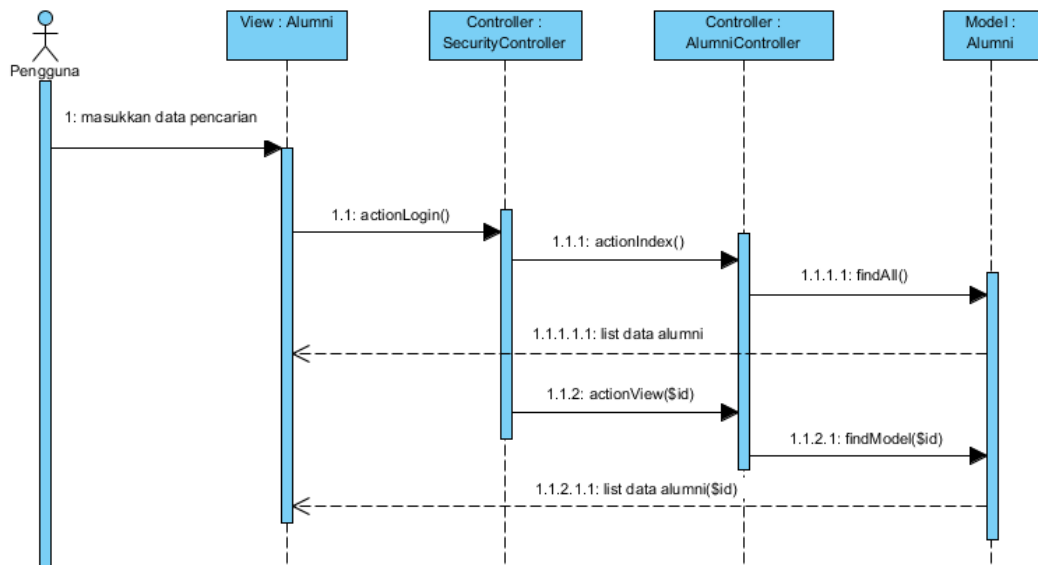 View : Alumni
Controller :
SecurityController
Controller :
AlumniController
Model :
Alumni
Pengguna
1: masukkan data pencarian
1.1: actionLogin()
1.1.1: actionIndex()
1.1.1.1: findAll()
1.1.1.1.1: list data alumni
1.1.2: actionView($id)
1.1.2.1: findModel($id)
1.1.2.1.1: list data alumni($id)